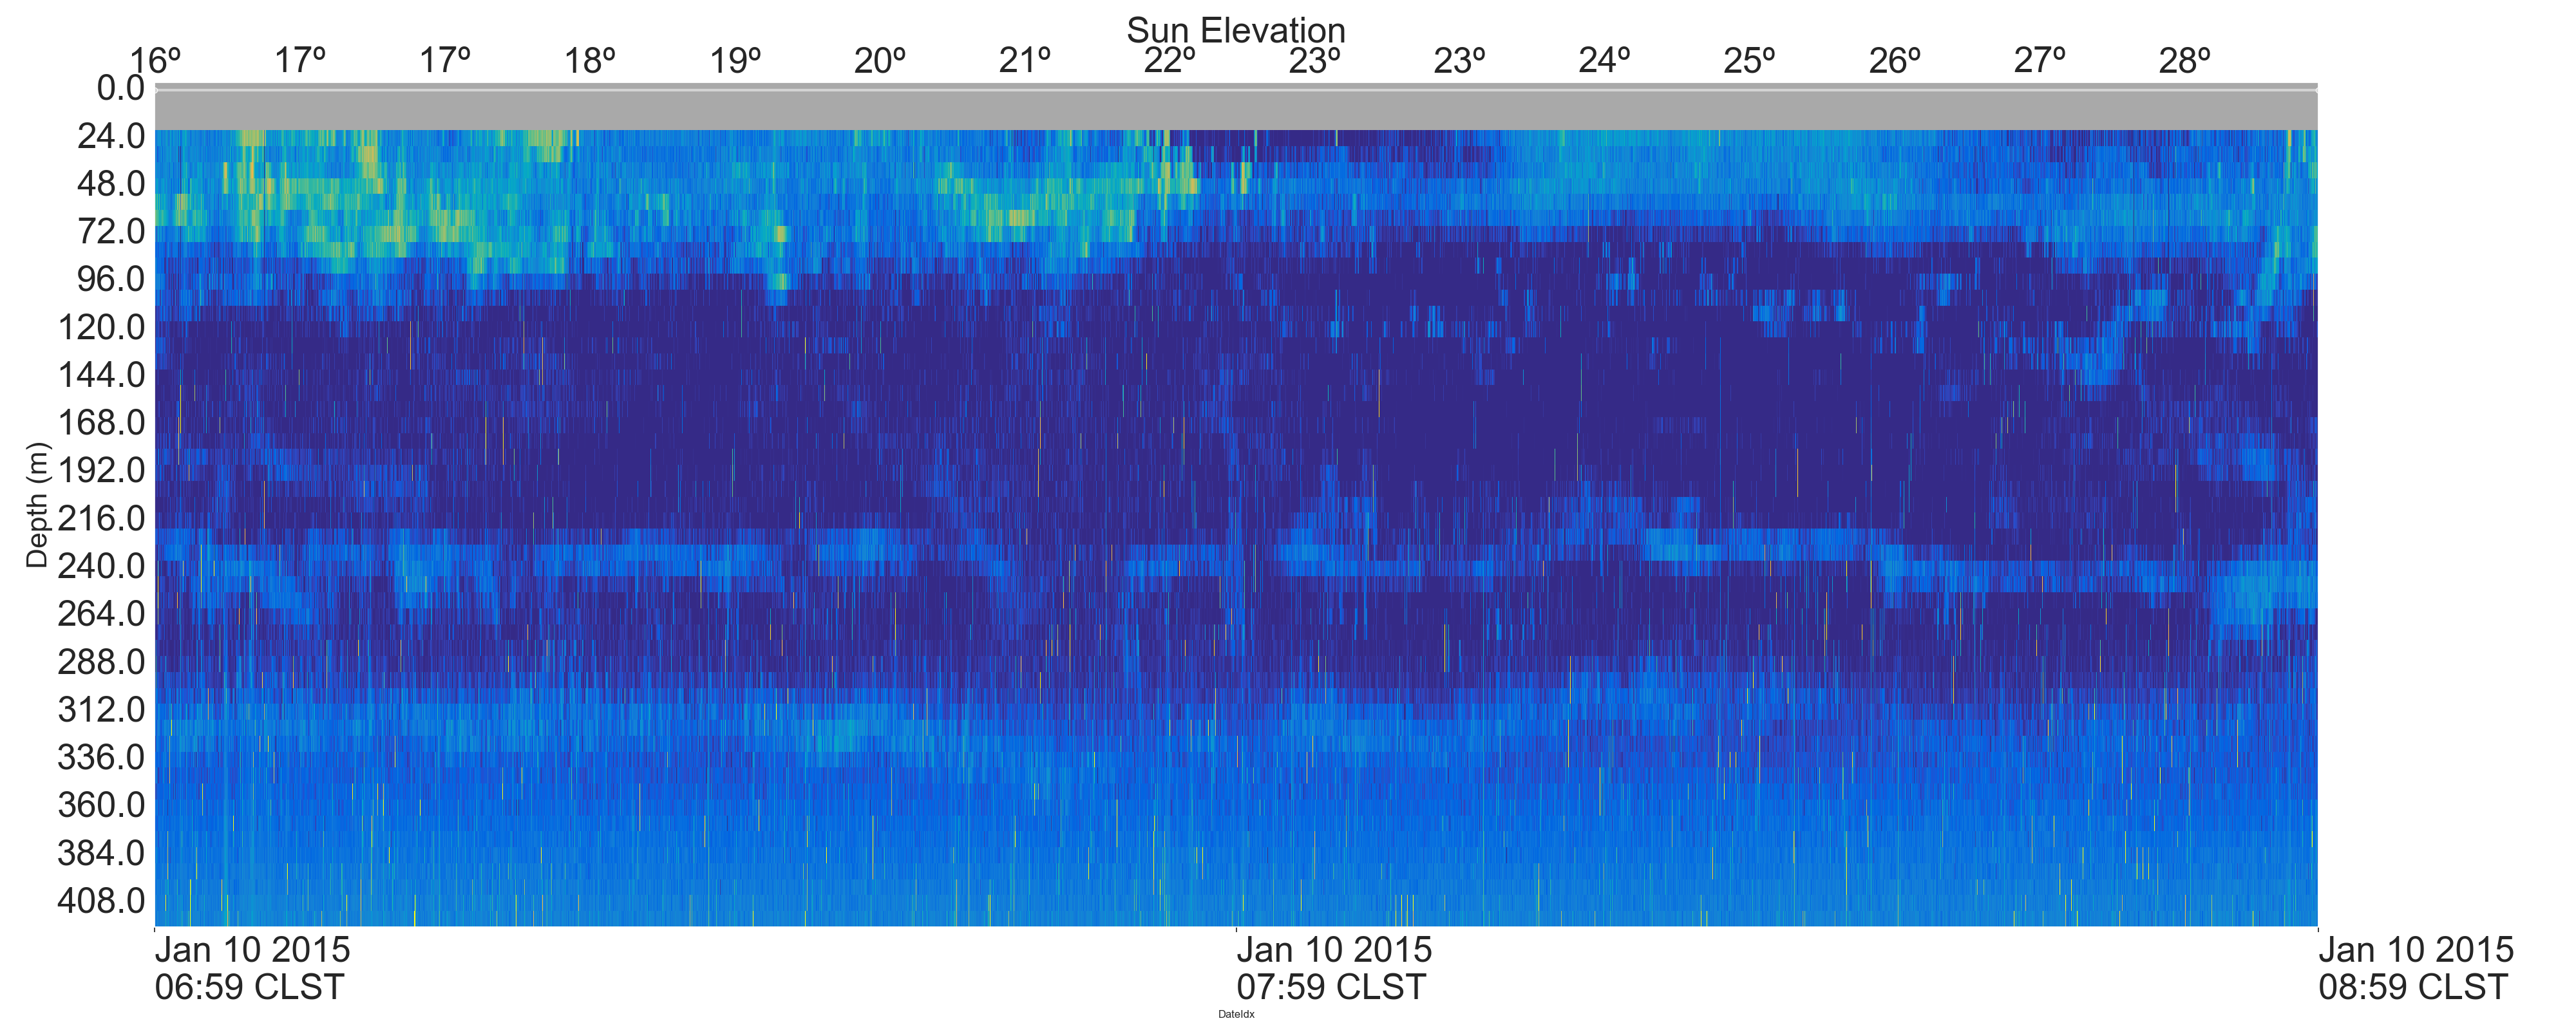 Sun Elevation
16º 17º 17º 18º 19º 20º 21º 22º 23º 23º 24º 25º 26º 27º 28º
0.0
24.0
48.0
72.0
96.0
120.0
144.0
168.0
192.0
216.0
240.0
264.0
288.0
312.0
336.0
360.0
384.0
408.0
Depth (m)
Jan 10 2015
06:59 CLST
Jan 10 2015
07:59 CLST
Jan 10 2015
08:59 CLST
DateIdx